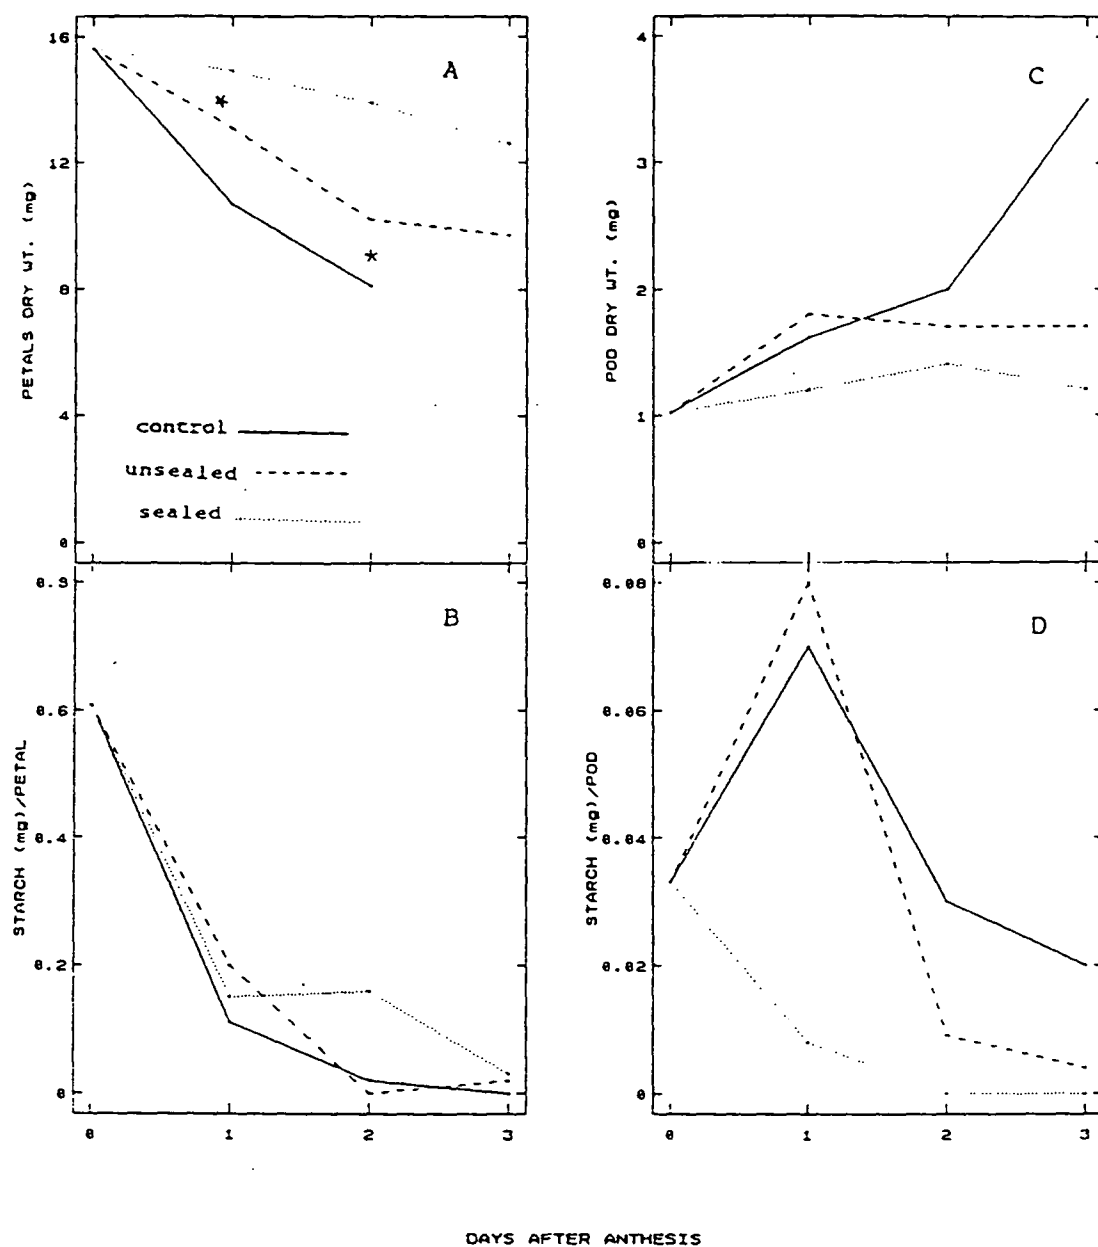 A
16
12
8
4
0
PETALS DRY WT. (mg)
control
unsealed
sealed
C
4
3
2
1
0
POD DRY WT. (mg)
B
0.8
0.6
0.4
0.2
0
STARCH (mg)/PETAL
0 1 2 3
D
0.08
0.06
0.04
0.02
0
STARCH (mg)/POD
0 1 2 3
DAYS AFTER ANTHESIS